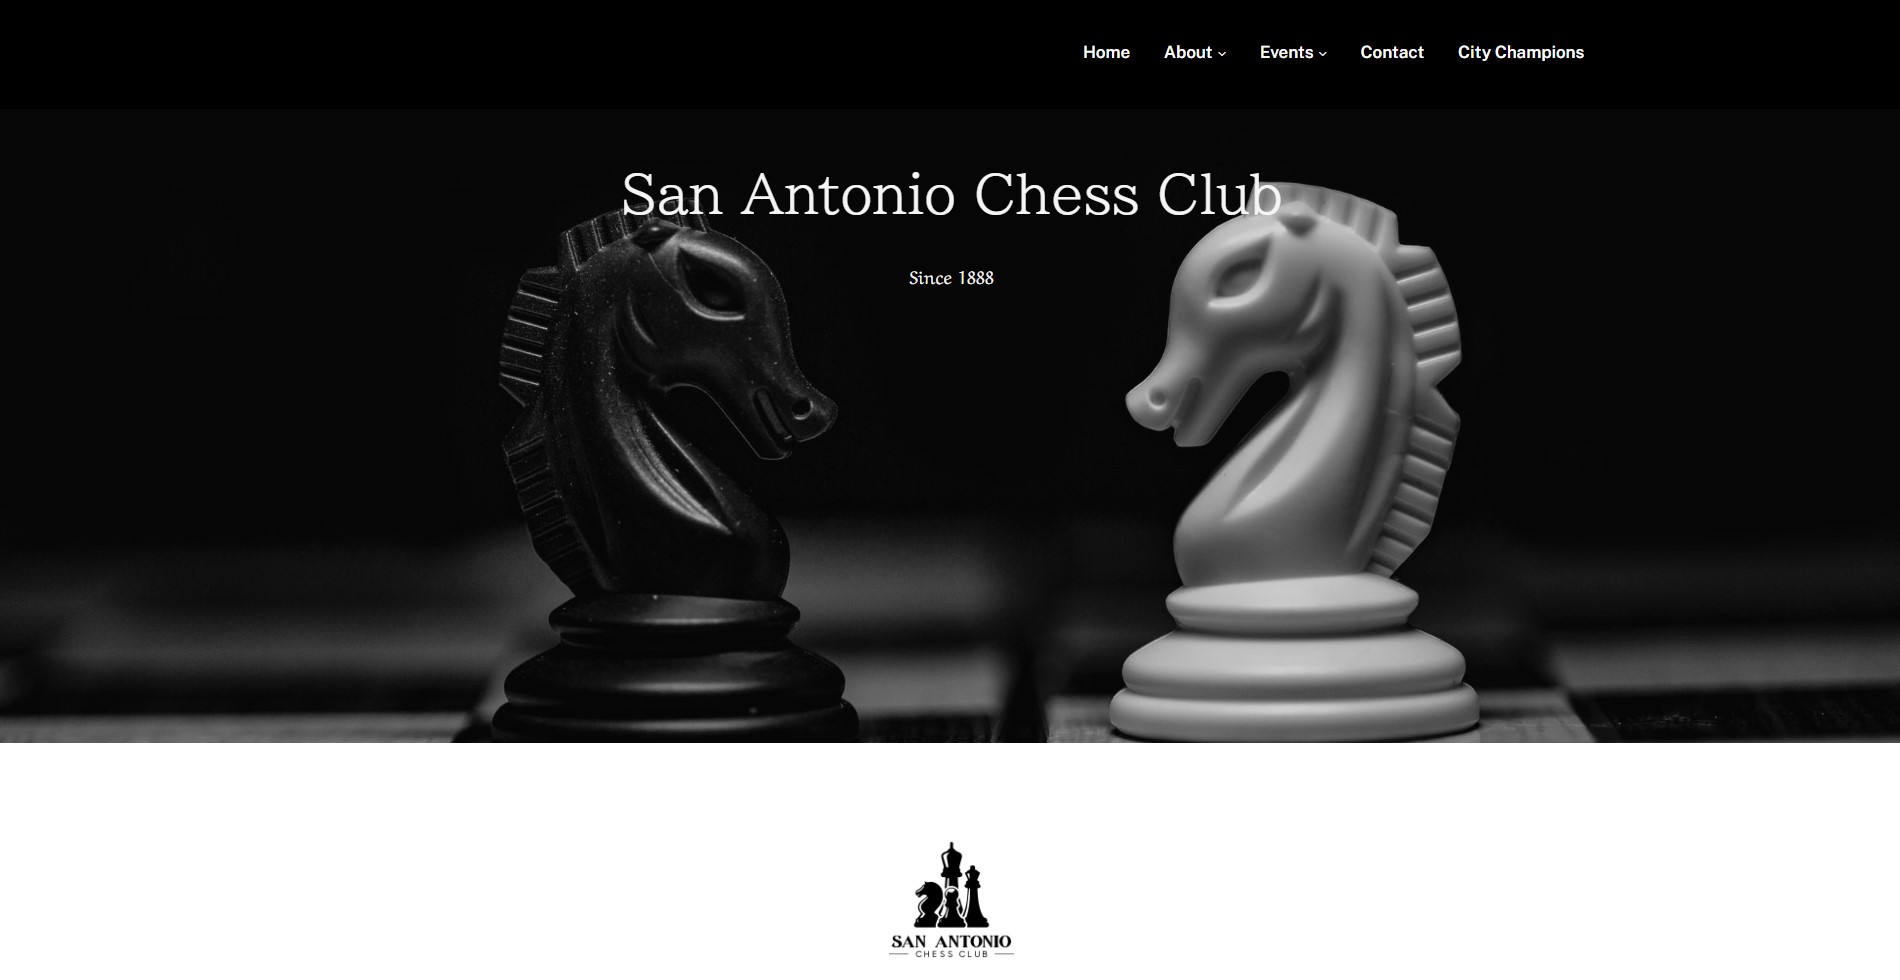 Home About Events Contact City Champions
San Antonio Chess Club
Since 1888
SAN ANTONIO
CHESS CLUB